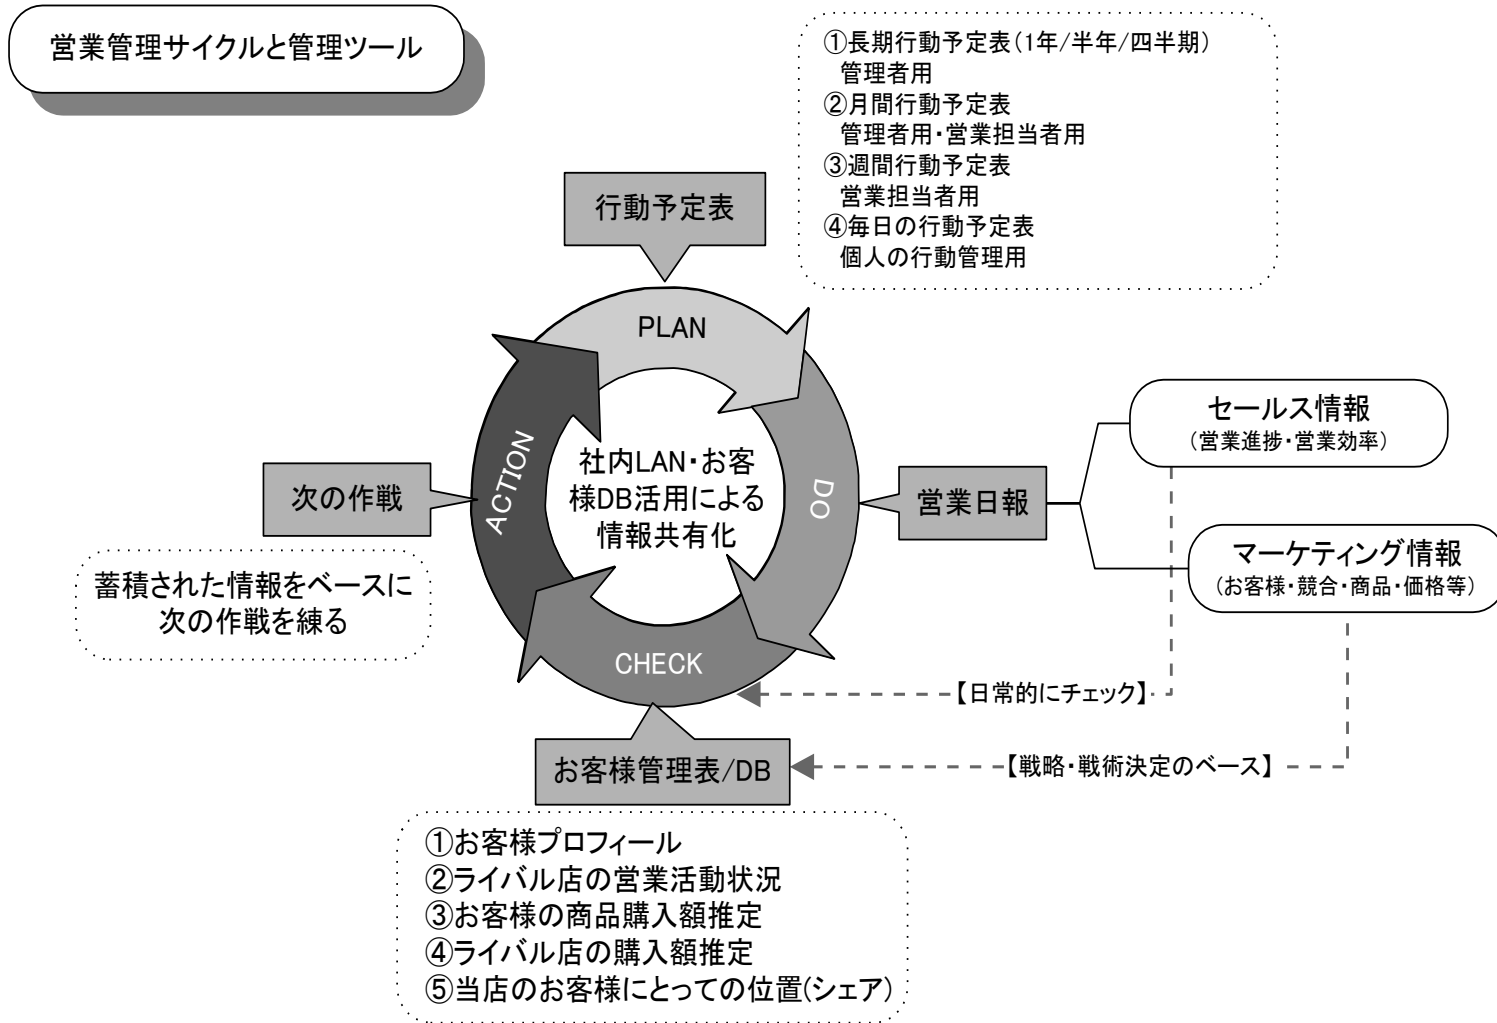 営業管理サイクルと管理ツール
①長期行動予定表(1年/半年/四半期)
管理者用
②月間行動予定表
管理者用・営業担当者用
③週間行動予定表
営業担当者用
④毎日の行動予定表
個人の行動管理用
行動予定表
PLAN
DO
CHECK
ACTION
社内LAN・お客
様DB活用による
情報共有化
次の作戦
蓄積された情報をベースに
次の作戦を練る
営業日報
セールス情報
(営業進捗・営業効率)
マーケティング情報
(お客様・競合・商品・価格等)
【日常的にチェック】
【戦略・戦術決定のベース】
お客様管理表/DB
①お客様プロフィール
②ライバル店の営業活動状況
③お客様の商品購入額推定
④ライバル店の購入額推定
⑤当店のお客様にとっての位置(シェア)